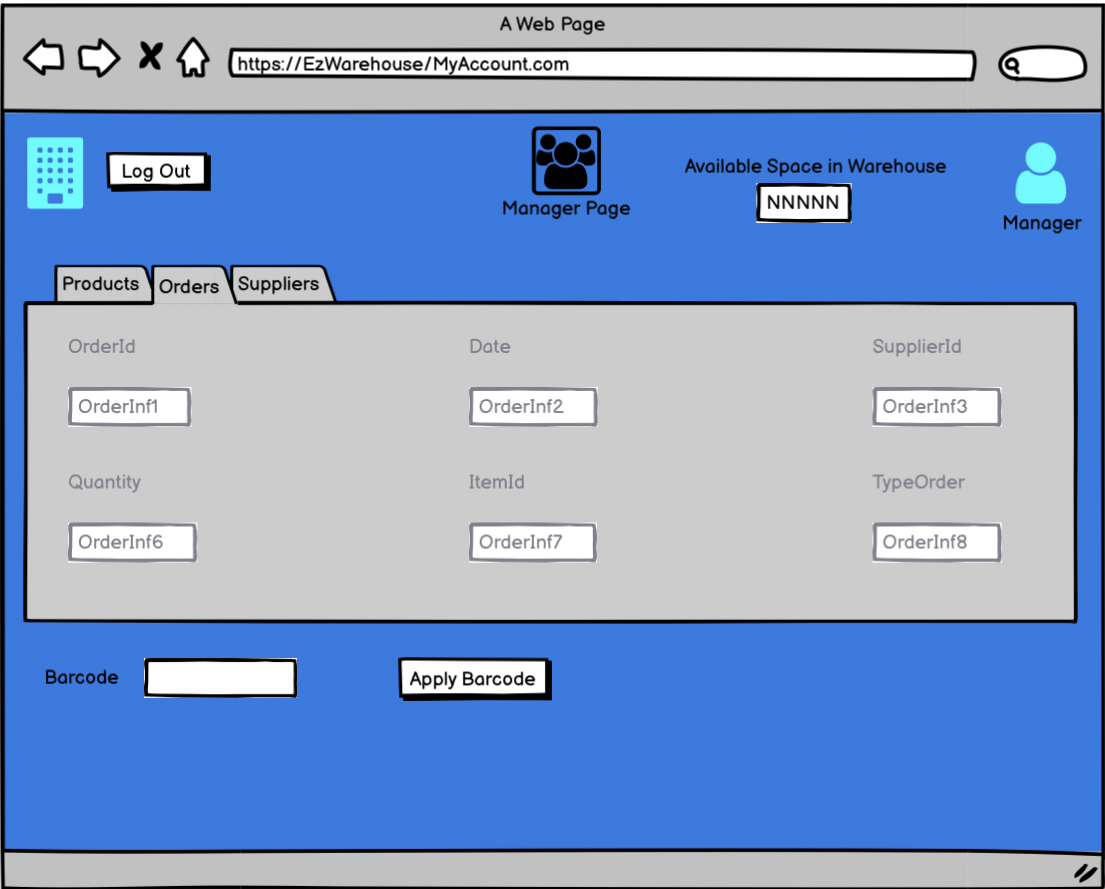 A Web Page
https://EzWarehouse/MyAccount.com
Log Out
Manager Page
Available Space in Warehouse
NNNNN
Manager
Products
Orders
Suppliers
OrderId
Date
SupplierId
OrderInf1
OrderInf2
OrderInf3
Quantity
ItemId
TypeOrder
OrderInf6
OrderInf7
OrderInf8
Barcode
Apply Barcode